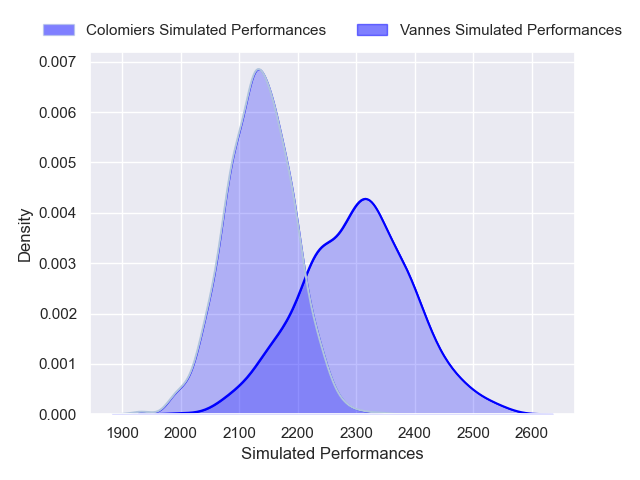 Colomiers Simulated Performances Vannes Simulated Performances
0.007
0.006
0.005
0.004
0.003
0.002
0.001
0.000
Density
1900 2000 2100 2200 2300 2400 2500 2600
Simulated Performances